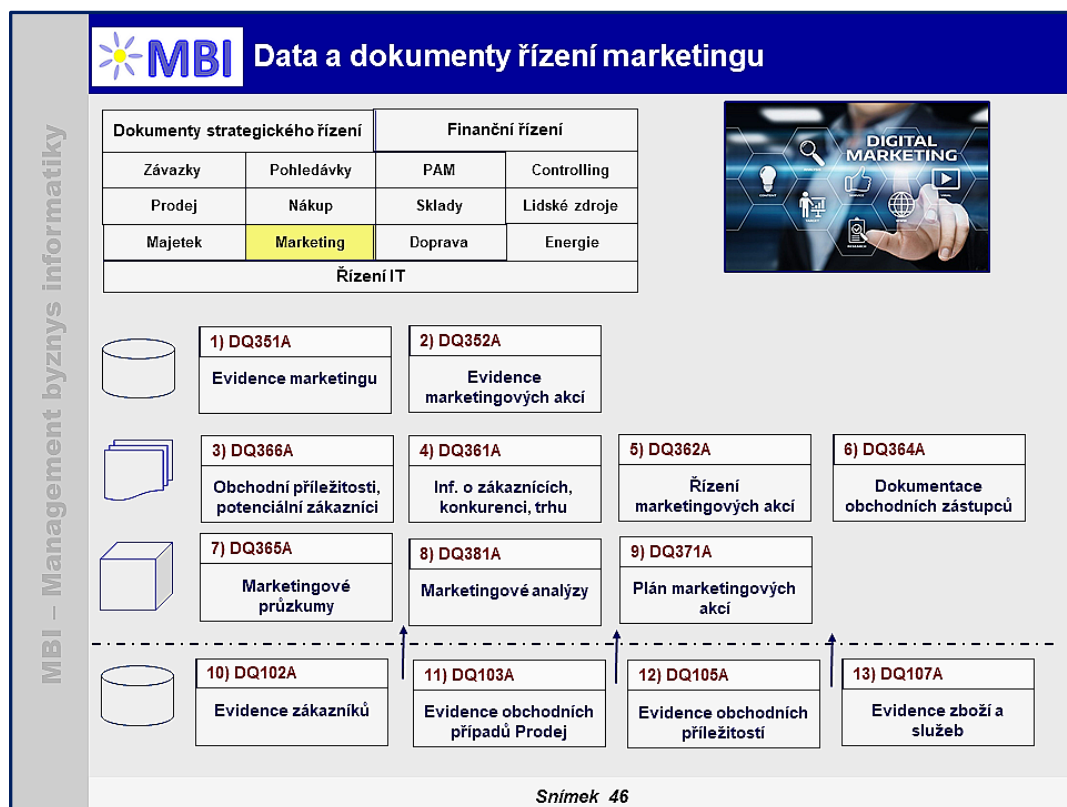 MBI
Data a dokumenty řízení marketingu
MBI – Management byznys informatiky
Dokumenty strategického řízení
Finanční řízení
Závazky
Pohledávky
PAM
Controlling
Prodej
Nákup
Sklady
Lidské zdroje
Majetek
Marketing
Doprava
Energie
Řízení IT
DIGITAL
MARKETING
CONTENT
RESEARCH
1) DQ351A
Evidence marketingu
2) DQ352A
Evidence
marketingových akcí
3) DQ366A
Obchodní příležitosti,
potenciální zákazníci
4) DQ361A
Inf. o zákaznících,
konkurenci, trhu
5) DQ362A
Řízení
marketingových akcí
6) DQ364A
Dokumentace
obchodních zástupců
7) DQ365A
Marketingové
průzkumy
8) DQ381A
Marketingové analýzy
9) DQ371A
Plán marketingových
akcí
10) DQ102A
Evidence zákazníků
11) DQ103A
Evidence obchodních
případů Prodej
12) DQ105A
Evidence obchodních
příležitostí
13) DQ107A
Evidence zboží a
služeb
Snímek 46